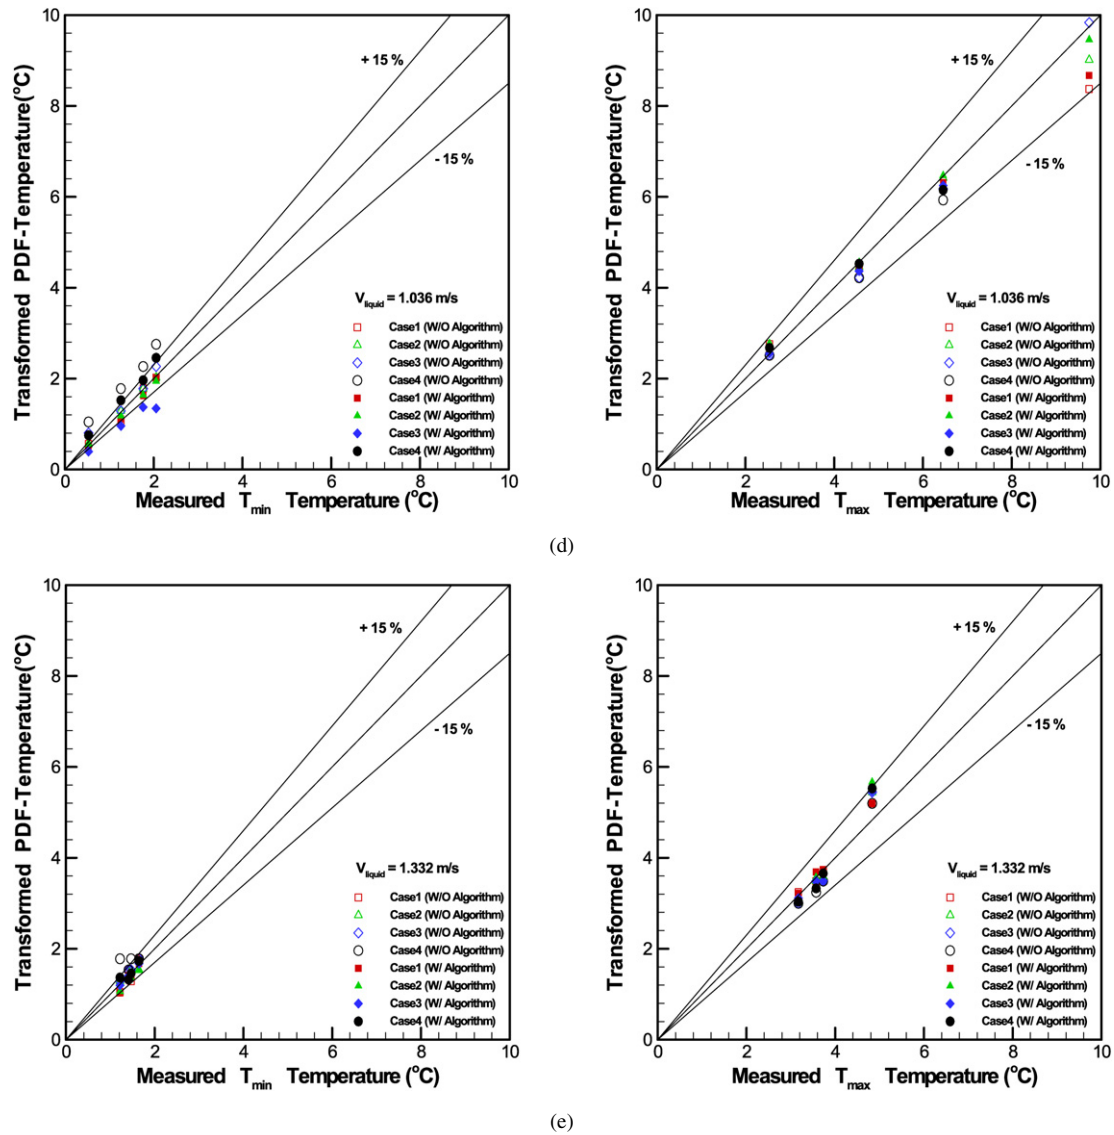 10
8
6
4
2
0
Transformed PDF-Temperature(°C)
+ 15 %
- 15 %
V_liquid = 1.036 m/s
Case1 (W/O Algorithm)
Case2 (W/O Algorithm)
Case3 (W/O Algorithm)
Case4 (W/O Algorithm)
Case1 (W/ Algorithm)
Case2 (W/ Algorithm)
Case3 (W/ Algorithm)
Case4 (W/ Algorithm)
0 2 4 6 8 10
Measured T_min Temperature (°C)
10
8
6
4
2
0
Transformed PDF-Temperature(°C)
+ 15 %
- 15 %
V_liquid = 1.036 m/s
Case1 (W/O Algorithm)
Case2 (W/O Algorithm)
Case3 (W/O Algorithm)
Case4 (W/O Algorithm)
Case1 (W/ Algorithm)
Case2 (W/ Algorithm)
Case3 (W/ Algorithm)
Case4 (W/ Algorithm)
0 2 4 6 8 10
Measured T_max Temperature (°C)
(d)
10
8
6
4
2
0
Transformed PDF-Temperature(°C)
+ 15 %
- 15 %
V_liquid = 1.332 m/s
Case1 (W/O Algorithm)
Case2 (W/O Algorithm)
Case3 (W/O Algorithm)
Case4 (W/O Algorithm)
Case1 (W/ Algorithm)
Case2 (W/ Algorithm)
Case3 (W/ Algorithm)
Case4 (W/ Algorithm)
0 2 4 6 8 10
Measured T_min Temperature (°C)
10
8
6
4
2
0
Transformed PDF-Temperature(°C)
+ 15 %
- 15 %
V_liquid = 1.332 m/s
Case1 (W/O Algorithm)
Case2 (W/O Algorithm)
Case3 (W/O Algorithm)
Case4 (W/O Algorithm)
Case1 (W/ Algorithm)
Case2 (W/ Algorithm)
Case3 (W/ Algorithm)
Case4 (W/ Algorithm)
0 2 4 6 8 10
Measured T_max Temperature (°C)
(e)